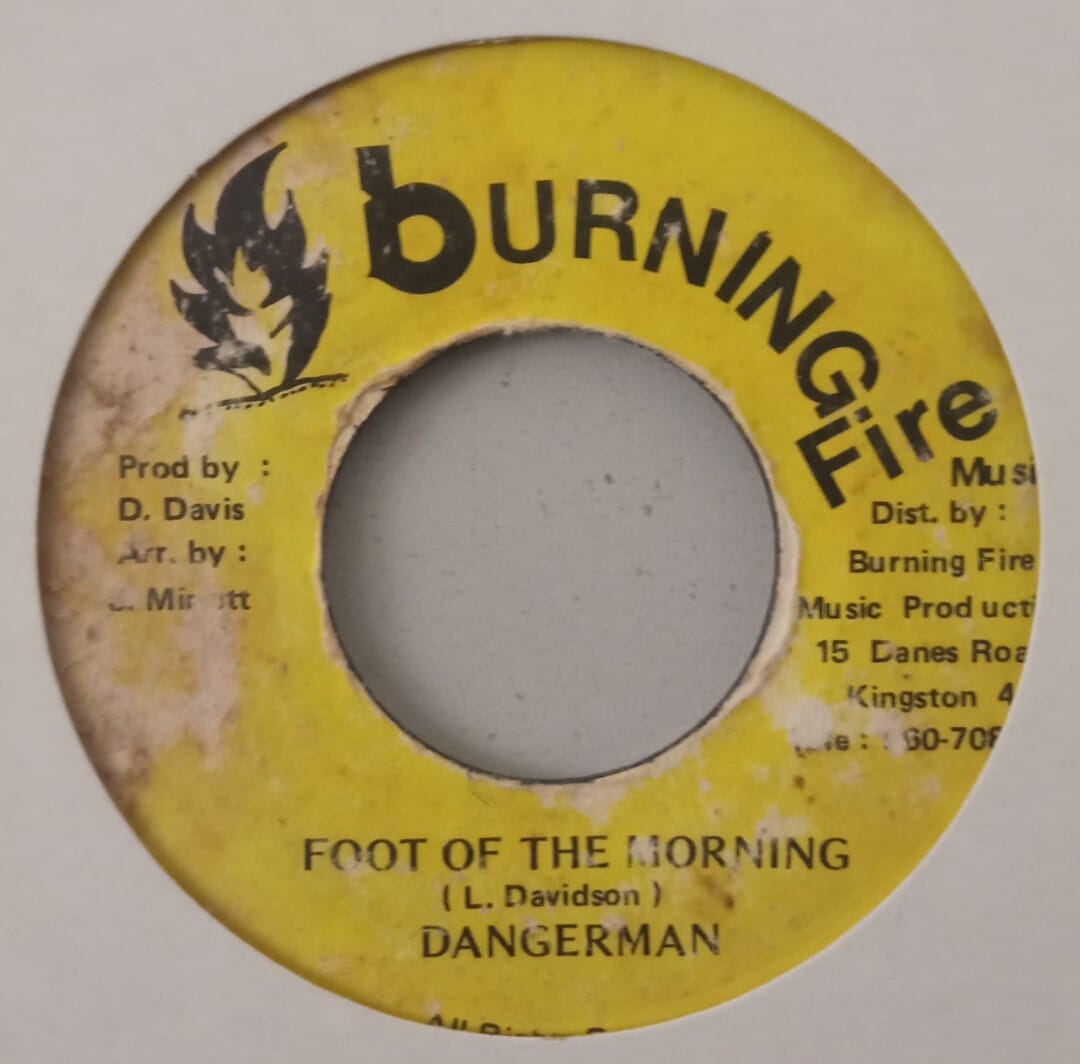 bURNING
Fire
Musi
Prod by :
D. Davis
Arr. by :
Dist. by :
Burning Fire
Music Producti
15 Danes Roa
Kingston 4
FOOT OF THE MORNING
( L. Davidson )
DANGERMAN
All